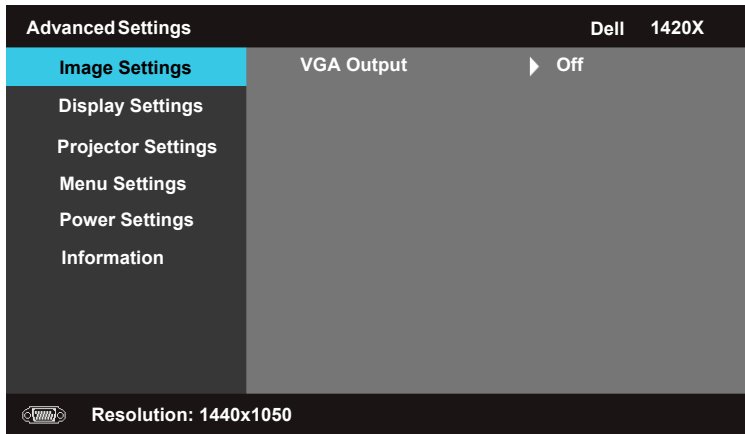 Advanced Settings Dell 1420X
Image Settings VGA Output Off
Display Settings
Projector Settings
Menu Settings
Power Settings
Information
Resolution: 1440x1050